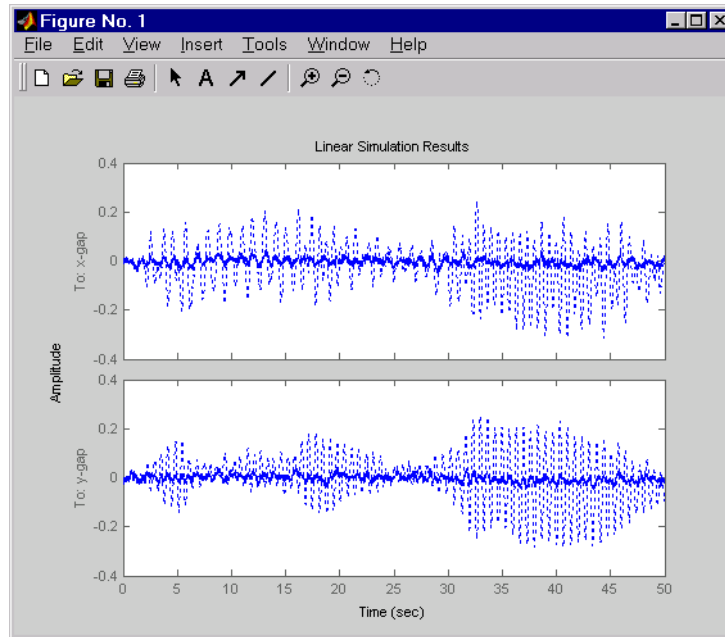 Figure No. 1
File Edit View Insert Tools Window Help
A
Linear Simulation Results
Amplitude
To: x-gap
0.4
0.2
0
-0.2
-0.4
To: y-gap
0.4
0.2
0
-0.2
-0.4
0 5 10 15 20 25 30 35 40 45 50
Time (sec)